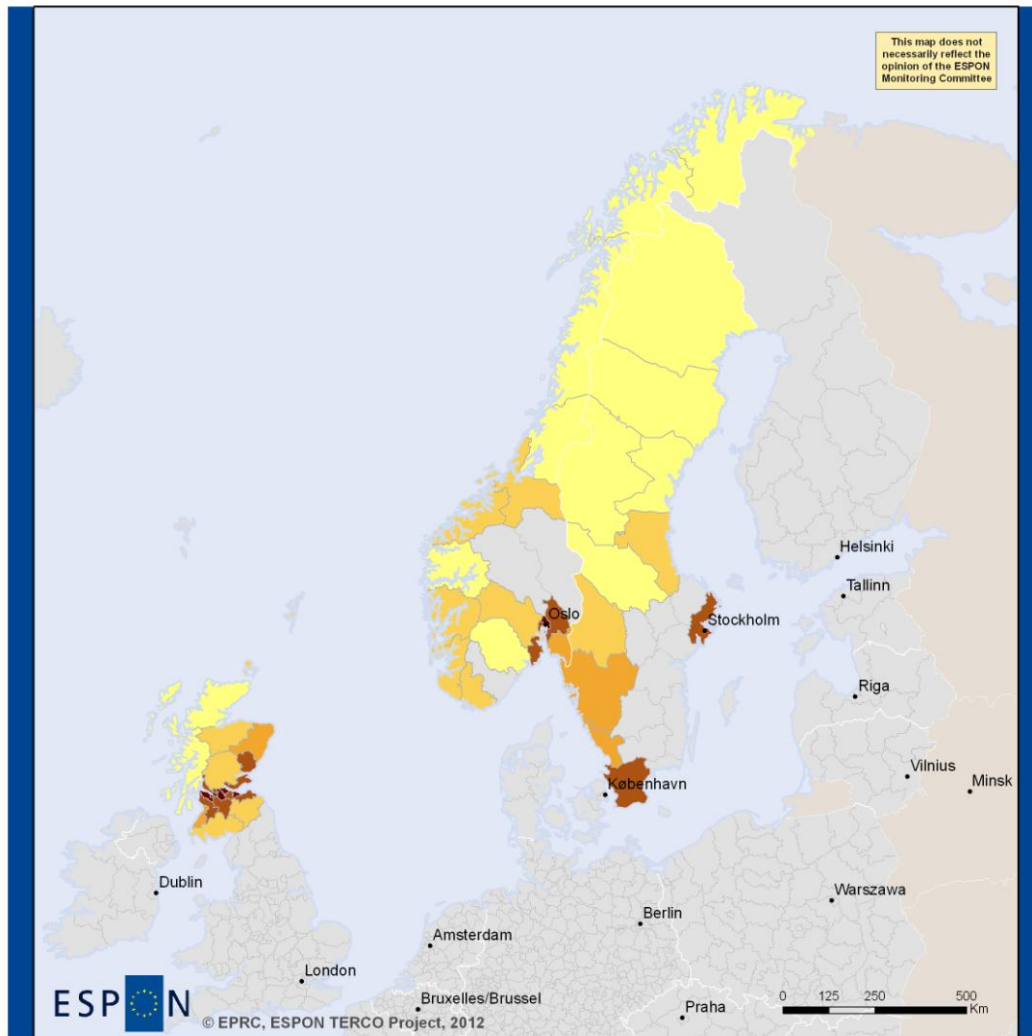 This map does not
necessarily reflect the
opinion of the ESPON
Monitoring Committee
Helsinki
Tallinn
Oslo
Stockholm
Riga
København
Vilnius
Minsk
Dublin
Warszawa
Berlin
Amsterdam
London
Bruxelles/Brussel
Praha
ESPON
© EPRC, ESPON TERCO Project, 2012
0 125 250 500
Km